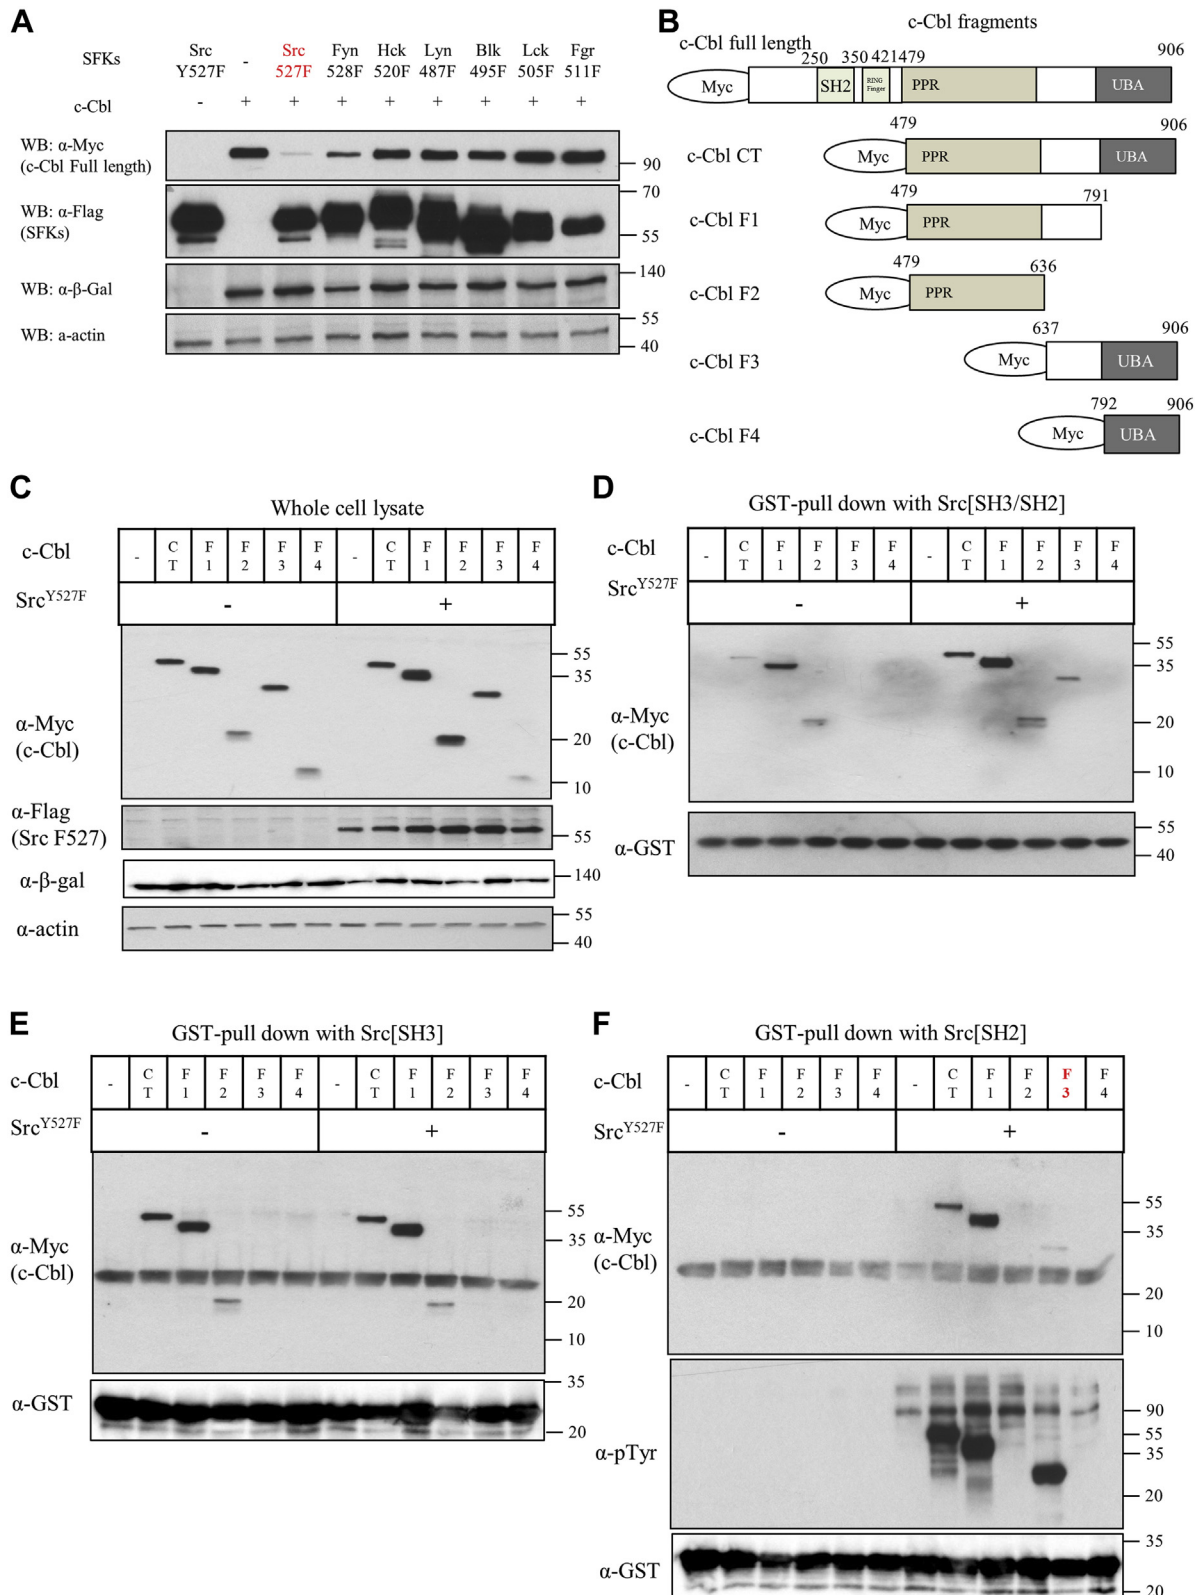 A
SFKs
Src Y527F
-
Src 527F
Fyn 528F
Hck 520F
Lyn 487F
Blk 495F
Lck 505F
Fgr 511F
c-Cbl
- + + + + + + + +
WB: α-Myc
(c-Cbl Full length)
90
WB: α-Flag
(SFKs)
70
55
WB: α-β-Gal
140
WB: a-actin
55
40
B
c-Cbl fragments
c-Cbl full length
250 350 421 479 906
Myc SH2 RING Finger PPR UBA
c-Cbl CT
479 906
Myc PPR UBA
c-Cbl F1
479 791
Myc PPR
c-Cbl F2
479 636
Myc PPR
c-Cbl F3
637 906
Myc UBA
c-Cbl F4
792 906
Myc UBA
C
Whole cell lysate
c-Cbl
- CT F1 F2 F3 F4 - CT F1 F2 F3 F4
SrcY527F
- +
α-Myc
(c-Cbl)
55
35
20
10
α-Flag
(Src F527)
55
α-β-gal
140
α-actin
55
40
D
GST-pull down with Src[SH3/SH2]
c-Cbl
- CT F1 F2 F3 F4 - CT F1 F2 F3 F4
SrcY527F
- +
α-Myc
(c-Cbl)
55
35
20
10
α-GST
55
40
E
GST-pull down with Src[SH3]
c-Cbl
- CT F1 F2 F3 F4 - CT F1 F2 F3 F4
SrcY527F
- +
α-Myc
(c-Cbl)
55
35
20
10
α-GST
35
20
F
GST-pull down with Src[SH2]
c-Cbl
- CT F1 F2 F3 F4 - CT F1 F2 F3 F4
SrcY527F
- +
α-Myc
(c-Cbl)
55
35
20
10
α-pTyr
90
55
35
20
α-GST
35
20